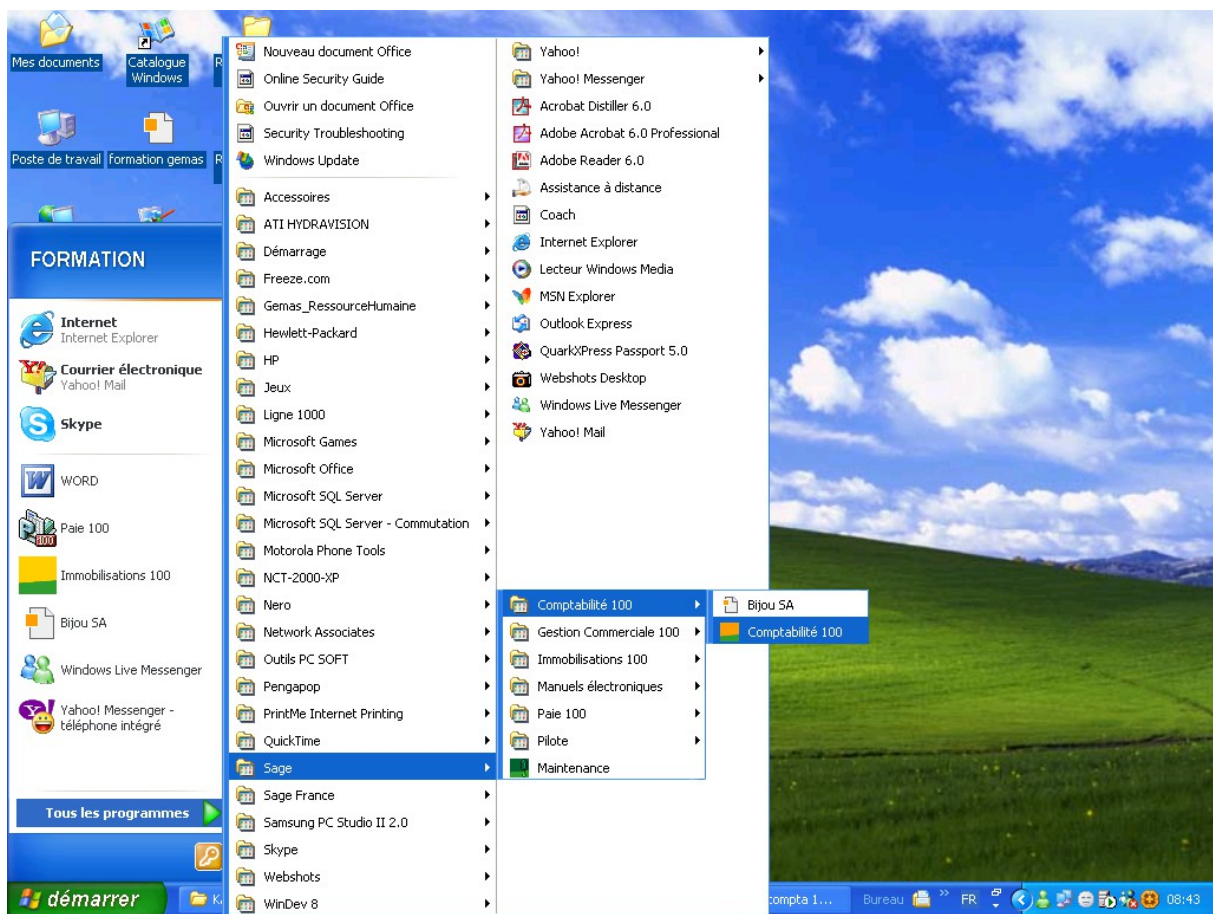 Mes documents
Catalogue
Windows
Poste de travail
formation gemas
FORMATION
Internet
Internet Explorer
Courrier électronique
Yahoo! Mail
Skype
WORD
Paie 100
Immobilisations 100
Bijou SA
Windows Live Messenger
Yahoo! Messenger -
téléphone intégré
Tous les programmes
Nouveau document Office
Online Security Guide
Ouvrir un document Office
Security Troubleshooting
Windows Update
Accessoires
ATI HYDRAVISION
Démarrage
Freeze.com
Gemas_RessourceHumaine
Hewlett-Packard
HP
Jeux
Ligne 1000
Microsoft Games
Microsoft Office
Microsoft SQL Server
Microsoft SQL Server - Commutation
Motorola Phone Tools
NCT-2000-XP
Nero
Network Associates
Outils PC SOFT
Pengapop
PrintMe Internet Printing
QuickTime
Sage
Sage France
Samsung PC Studio II 2.0
Skype
Webshots
WinDev 8
Yahoo!
Yahoo! Messenger
Acrobat Distiller 6.0
Adobe Acrobat 6.0 Professional
Adobe Reader 6.0
Assistance à distance
Coach
Internet Explorer
Lecteur Windows Media
MSN Explorer
Outlook Express
QuarkXPress Passport 5.0
Webshots Desktop
Windows Live Messenger
Yahoo! Mail
Comptabilité 100
Gestion Commerciale 100
Immobilisations 100
Manuels électroniques
Paie 100
Pilote
Maintenance
Bijou SA
Comptabilité 100
démarrer
compta 1...
Bureau
FR
08:43